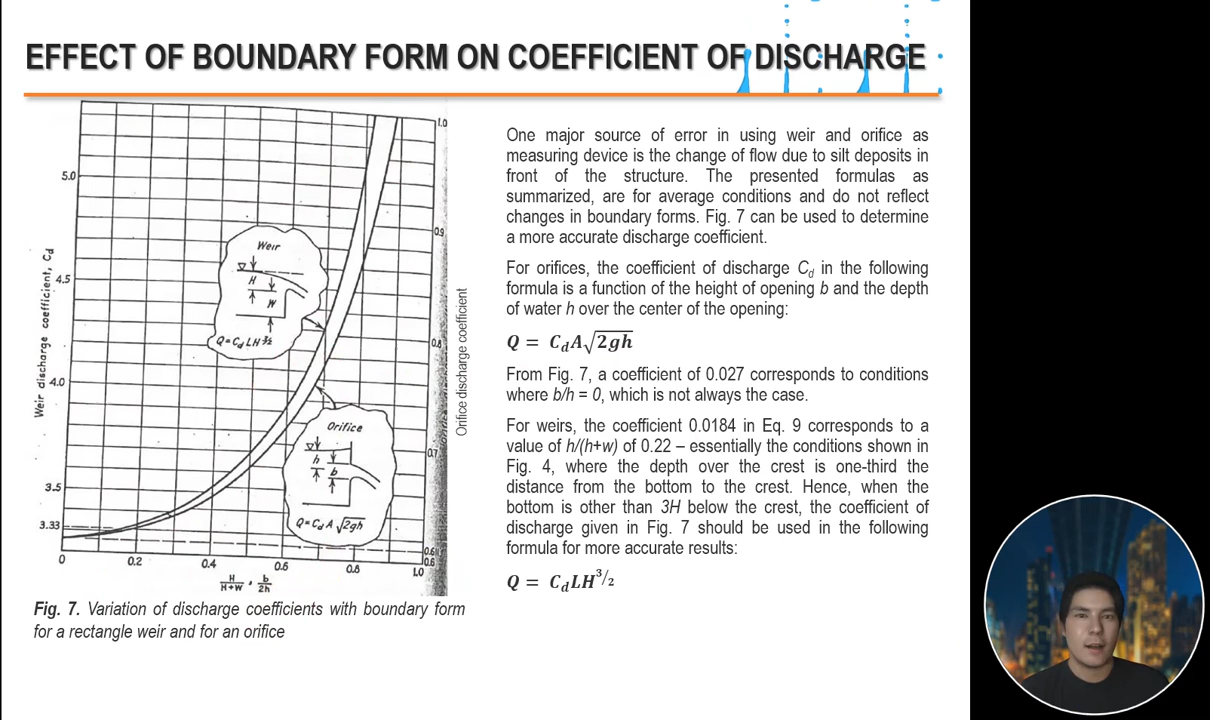 EFFECT OF BOUNDARY FORM ON COEFFICIENT OF DISCHARGE
1.0
5.0
0.9
Weir
H
W
Q=CdLH³⁄₂
4.5
Weir discharge coefficient, Cd
Orifice discharge coefficient
0.8
4.0
Orifice
h
b
0.7
Q=CdA√2gh
3.5
3.33
0.61
0.6
0 0.2 0.4 0.6 0.8 1.0
H/H+W , b/2h
Fig. 7. Variation of discharge coefficients with boundary form
for a rectangle weir and for an orifice
One major source of error in using weir and orifice as
measuring device is the change of flow due to silt deposits in
front of the structure. The presented formulas as
summarized, are for average conditions and do not reflect
changes in boundary forms. Fig. 7 can be used to determine
a more accurate discharge coefficient.
For orifices, the coefficient of discharge Cd in the following
formula is a function of the height of opening b and the depth
of water h over the center of the opening:
Q = CdA√2gh
From Fig. 7, a coefficient of 0.027 corresponds to conditions
where b/h = 0, which is not always the case.
For weirs, the coefficient 0.0184 in Eq. 9 corresponds to a
value of h/(h+w) of 0.22 – essentially the conditions shown in
Fig. 4, where the depth over the crest is one-third the
distance from the bottom to the crest. Hence, when the
bottom is other than 3H below the crest, the coefficient of
discharge given in Fig. 7 should be used in the following
formula for more accurate results:
Q = CdLH³⁄₂